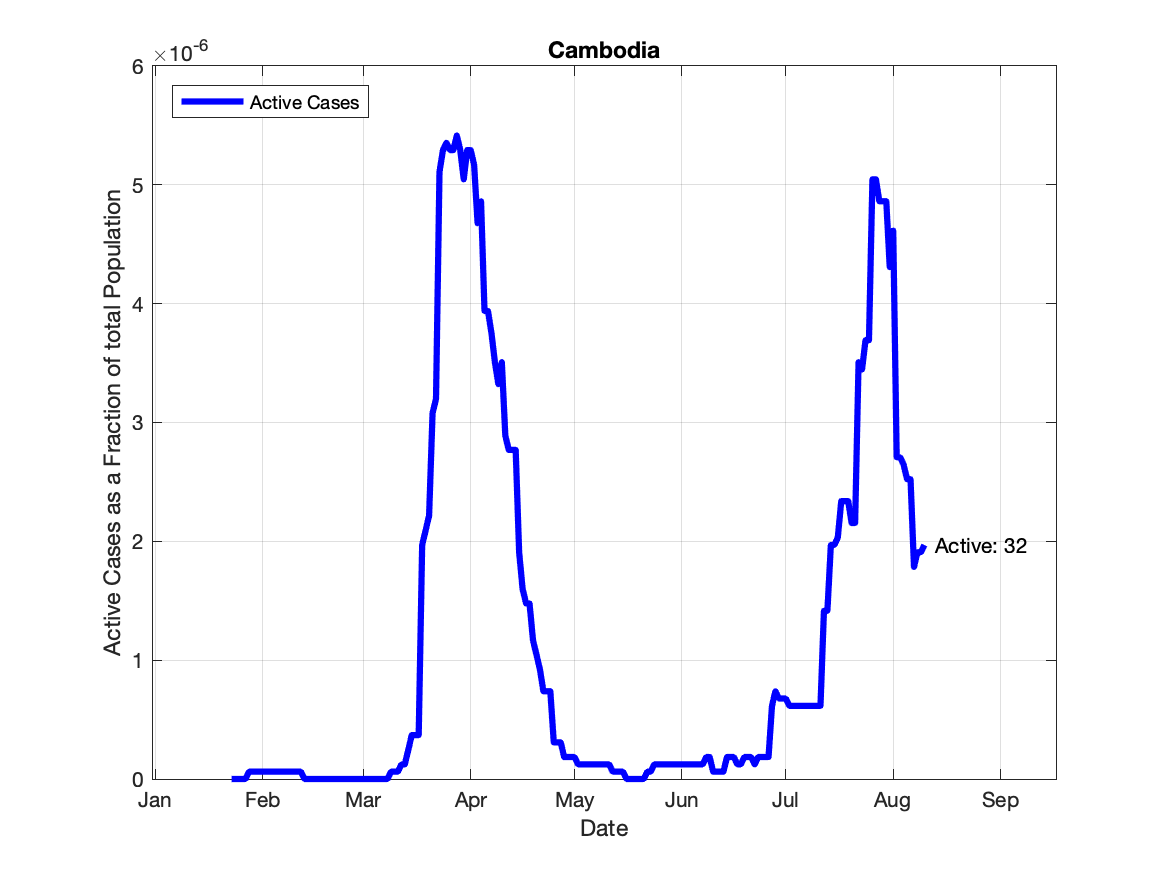 Cambodia
×10-6
6
5
4
3
2
1
0
Active Cases as a Fraction of total Population
Active Cases
Active: 32
Jan Feb Mar Apr May Jun Jul Aug Sep
Date